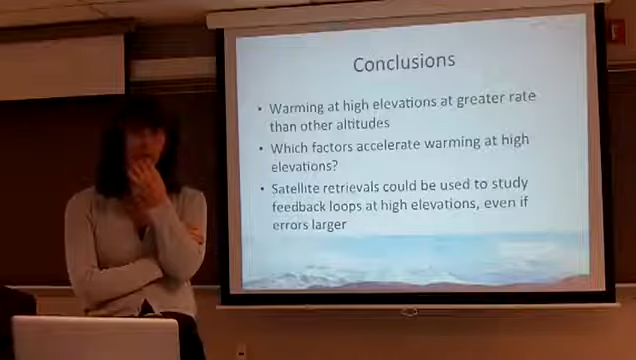 Conclusions
• Warming at high elevations at greater rate
than other altitudes
• Which factors accelerate warming at high
elevations?
• Satellite retrievals could be used to study
feedback loops at high elevations, even if
errors larger